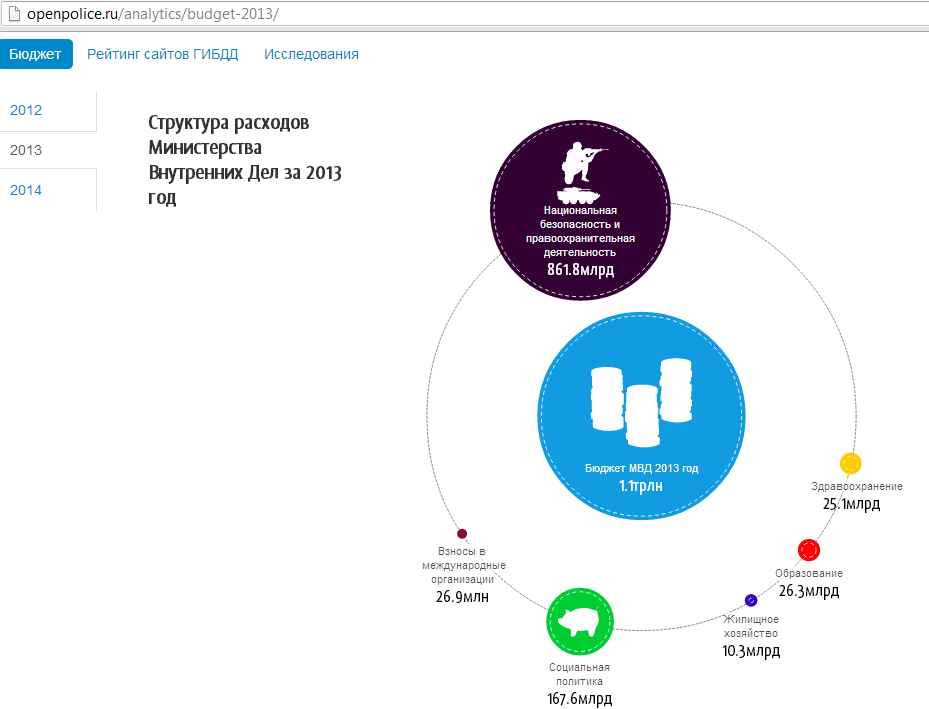 openpolice.ru/analytics/budget-2013/
Бюджет
Рейтинг сайтов ГИБДД
Исследования
2012
2013
2014
Структура расходов
Министерства
Внутренних Дел за 2013
год
Национальная
безопасность и
правоохранительная
деятельность
861.8млрд
Бюджет МВД 2013 год
1.1трлн
Здравоохранение
25.1млрд
Образование
26.3млрд
Жилищное
хозяйство
10.3млрд
Социальная
политика
167.6млрд
Взносы в
международные
организации
26.9млн